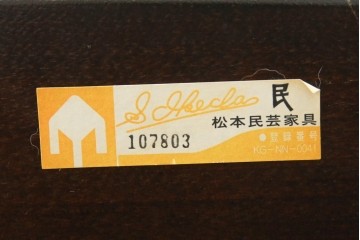 S Ikeda
民
107803
松本民芸家具
●登録番号
KG-NN-0041